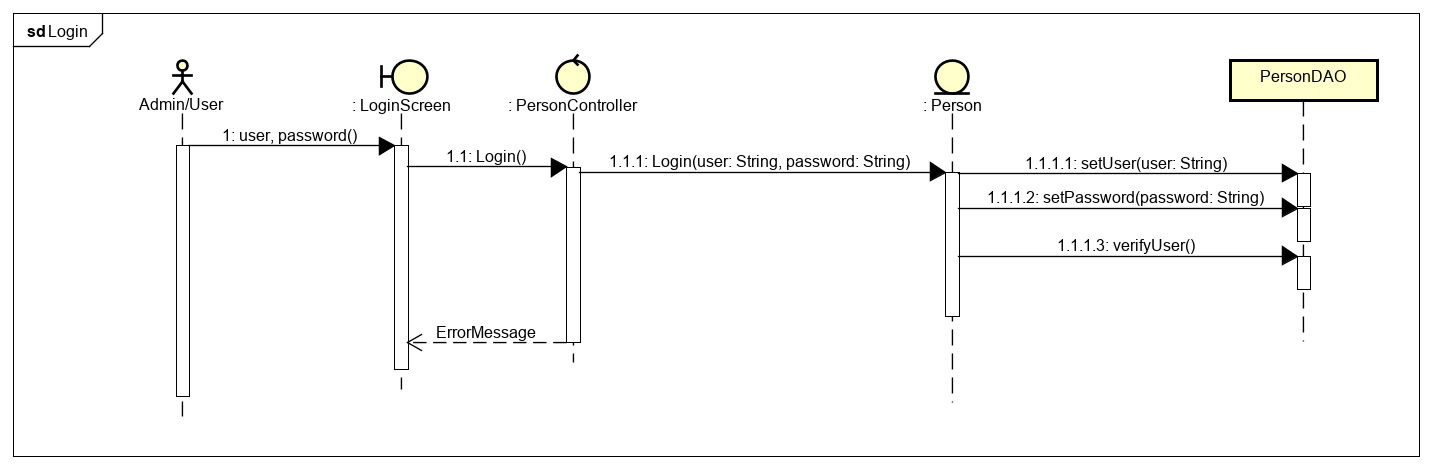 sd Login
Admin/User
: LoginScreen
: PersonController
: Person
PersonDAO
1: user, password()
1.1: Login()
1.1.1: Login(user: String, password: String)
1.1.1.1: setUser(user: String)
1.1.1.2: setPassword(password: String)
1.1.1.3: verifyUser()
ErrorMessage